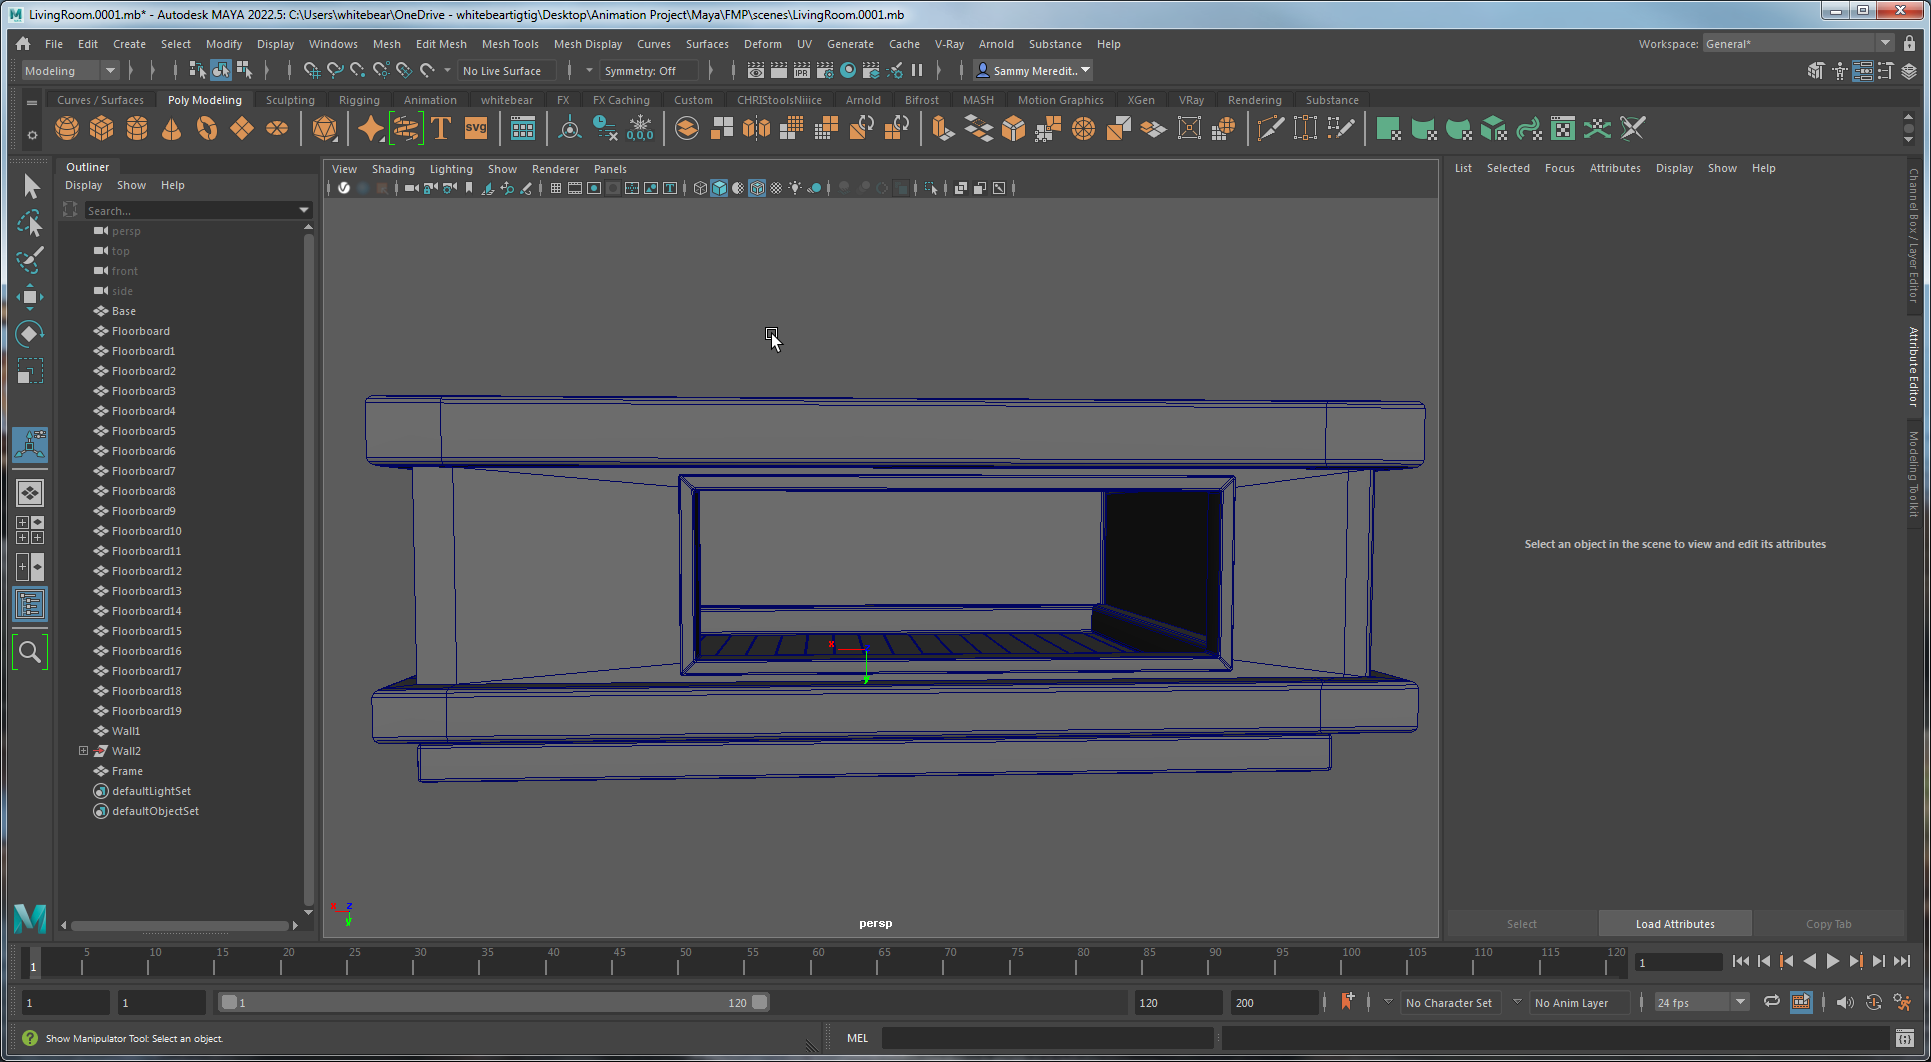 LivingRoom.0001.mb* - Autodesk MAYA 2022.5: C:\Users\whitebear\OneDrive - whitebeartigtig\Desktop\Animation Project\Maya\FMP\scenes\LivingRoom.0001.mb
File Edit Create Select Modify Display Windows Mesh Edit Mesh Mesh Tools Mesh Display Curves Surfaces Deform UV Generate Cache V-Ray Arnold Substance Help
Workspace: General*
Modeling No Live Surface Symmetry: Off IPR Sammy Meredit..
Curves / Surfaces Poly Modeling Sculpting Rigging Animation whitebear FX FX Caching Custom CHRIStoolsNiiice Arnold Bifrost MASH Motion Graphics XGen VRay Rendering Substance
T svg 0,0,0
Outliner
Display Show Help
Search...
persp
top
front
side
Base
Floorboard
Floorboard1
Floorboard2
Floorboard3
Floorboard4
Floorboard5
Floorboard6
Floorboard7
Floorboard8
Floorboard9
Floorboard10
Floorboard11
Floorboard12
Floorboard13
Floorboard14
Floorboard15
Floorboard16
Floorboard17
Floorboard18
Floorboard19
Wall1
Wall2
Frame
defaultLightSet
defaultObjectSet
View Shading Lighting Show Renderer Panels
x
x z
y
persp
List Selected Focus Attributes Display Show Help
Select an object in the scene to view and edit its attributes
Select Load Attributes Copy Tab
Channel Box / Layer Editor
Attribute Editor
Modeling Toolkit
M
1 5 10 15 20 25 30 35 40 45 50 55 60 65 70 75 80 85 90 95 100 105 110 115 120 1
1 1 1 120 120 200 No Character Set No Anim Layer 24 fps
Show Manipulator Tool: Select an object. MEL